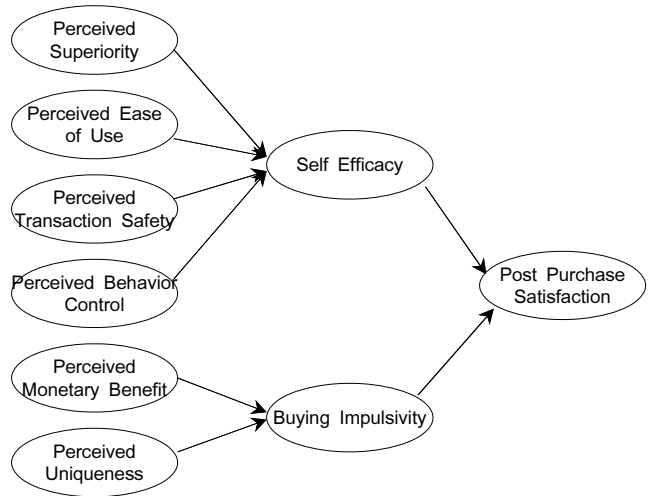 Perceived
Superiority
Perceived Ease
of Use
Perceived
Transaction Safety
Perceived Behavior
Control
Perceived
Monetary Benefit
Perceived
Uniqueness
Self Efficacy
Buying Impulsivity
Post Purchase
Satisfaction